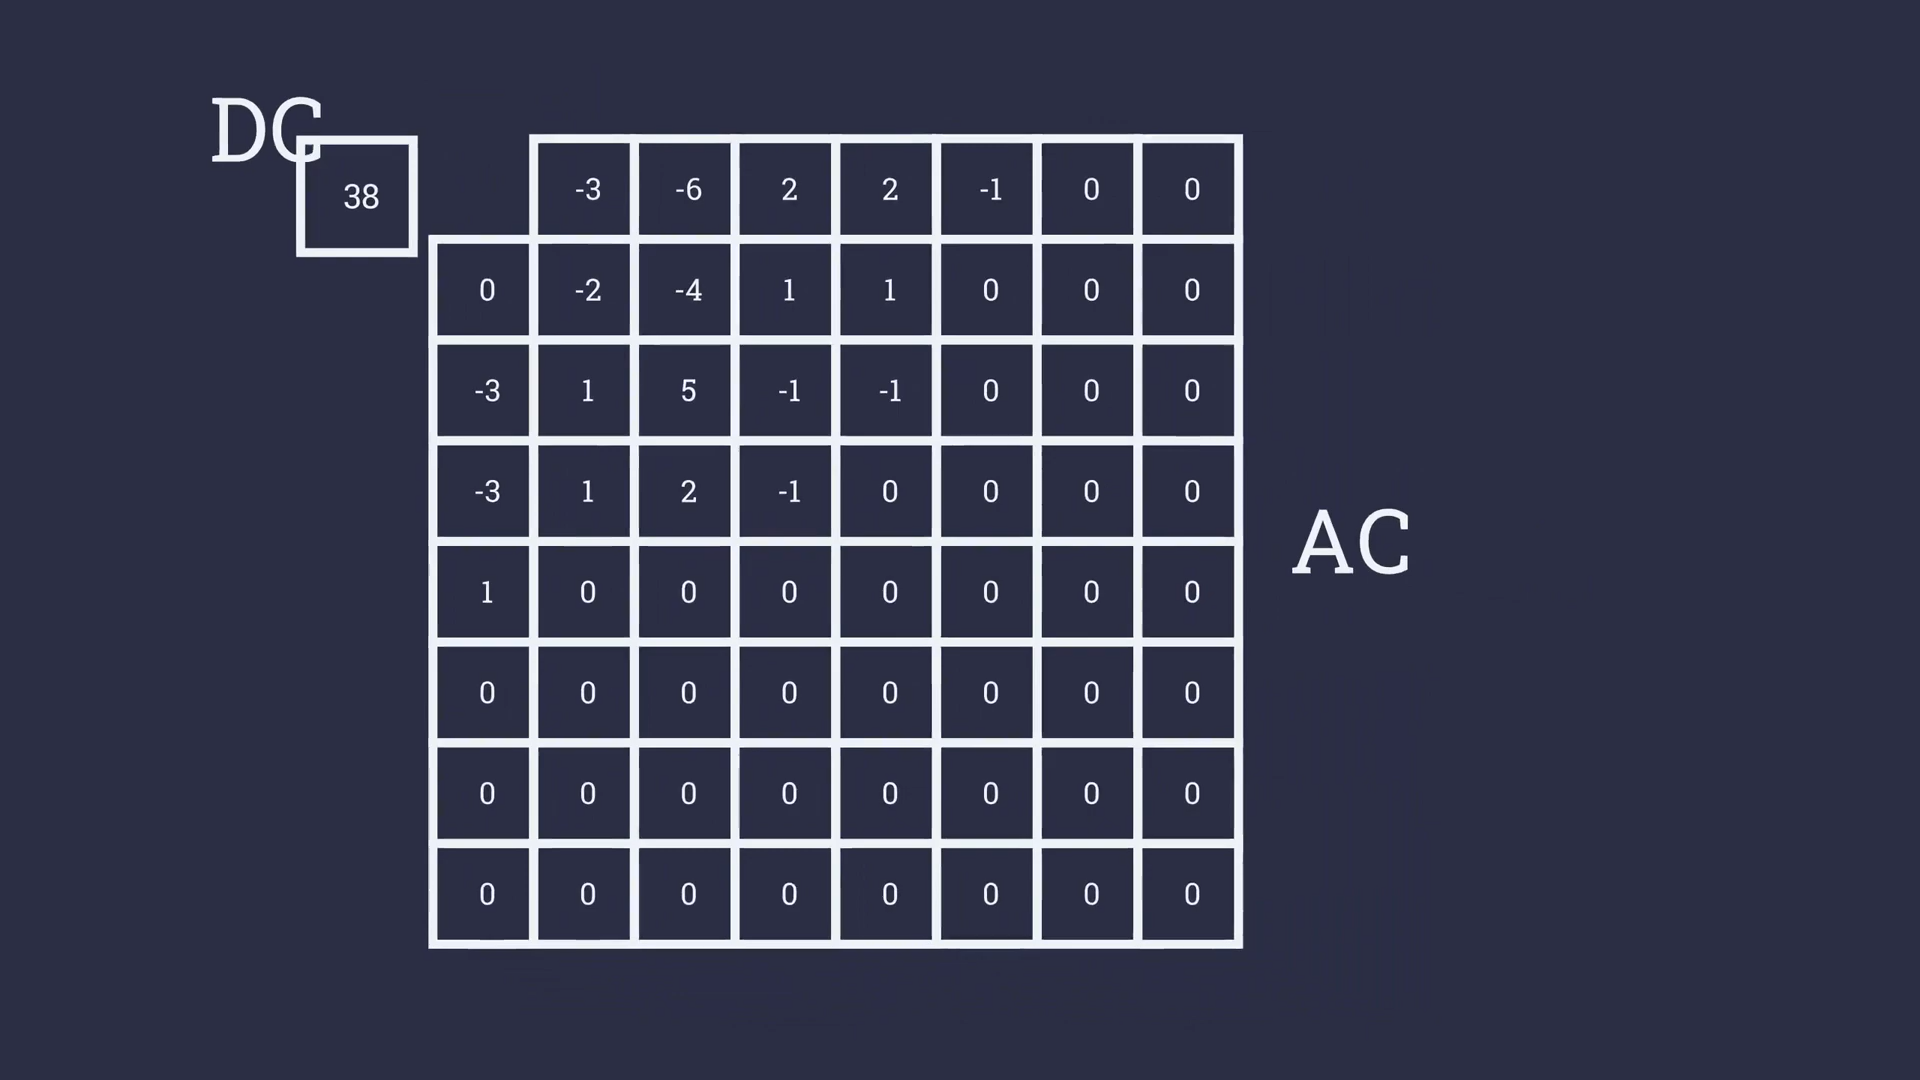 DC
38
-3 -6 2 2 -1 0 0
0 -2 -4 1 1 0 0 0
-3 1 5 -1 -1 0 0 0
-3 1 2 -1 0 0 0 0
AC
1 0 0 0 0 0 0 0
0 0 0 0 0 0 0 0
0 0 0 0 0 0 0 0
0 0 0 0 0 0 0 0